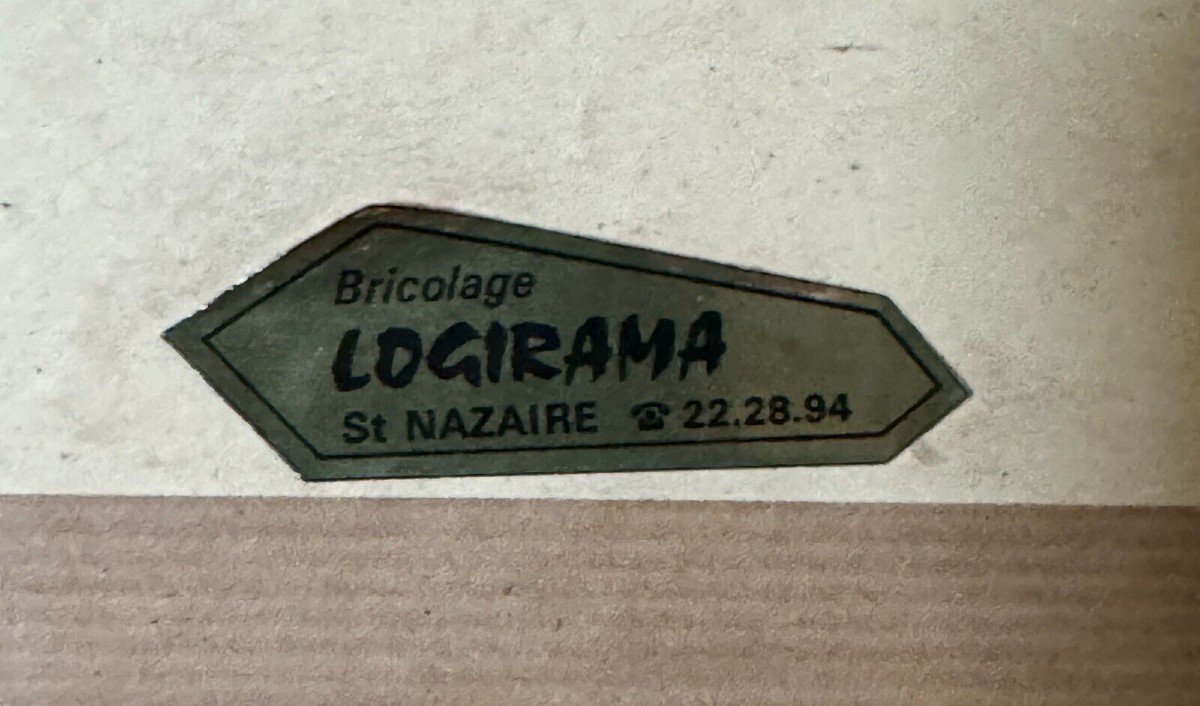 Bricolage
LOGIRAMA
St NAZAIRE ☎ 22.28.94